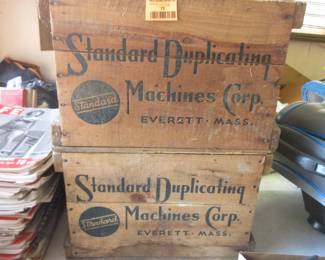 Standard Duplicating
Standard
Machines Corp.
EVERETT · MASS.
Standard Duplicating
Standard
Machines Corp.
EVERETT · MASS.